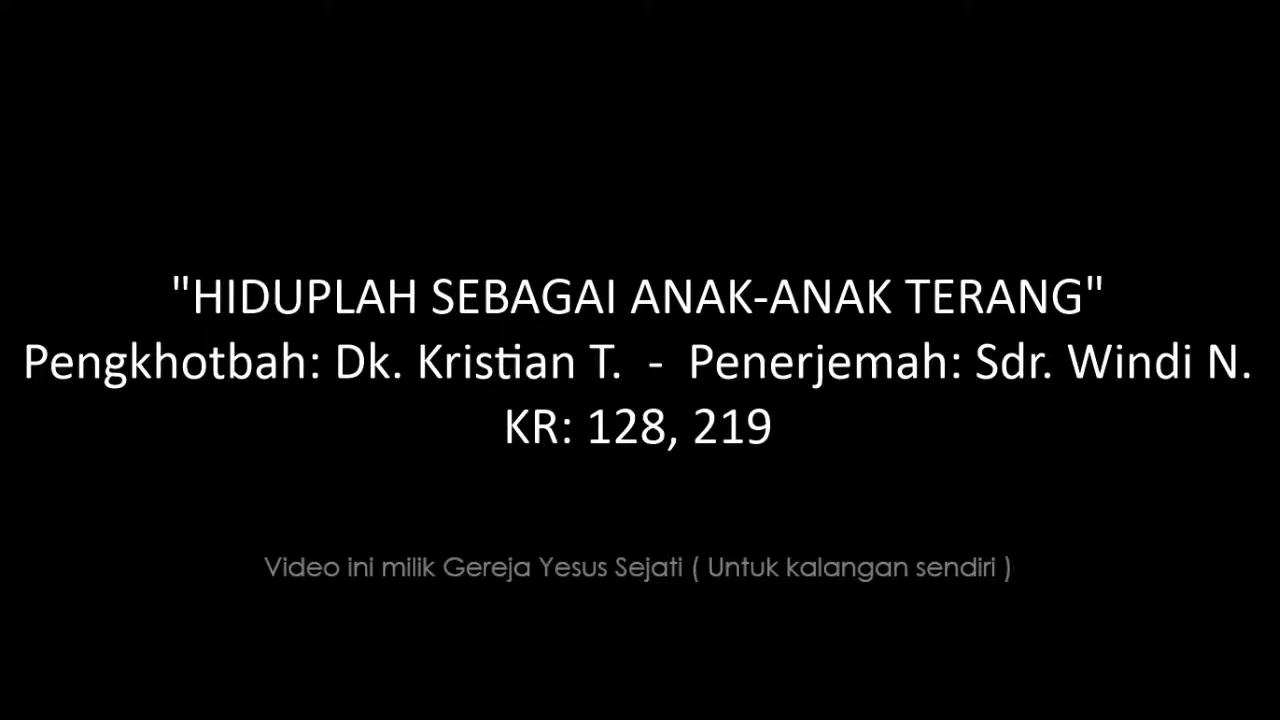 "HIDUPLAH SEBAGAI ANAK-ANAK TERANG"
Pengkhotbah: Dk. Kristian T. - Penerjemah: Sdr. Windi N.
KR: 128, 219
Video ini milik Gereja Yesus Sejati ( Untuk kalangan sendiri )